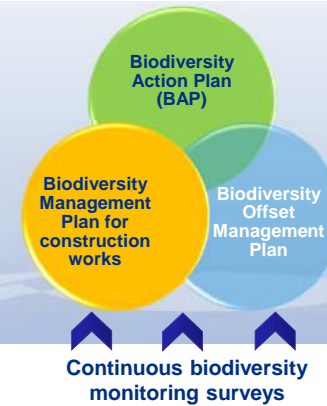 Biodiversity
Action Plan
(BAP)
Biodiversity
Management
Plan for
construction
works
Biodiversity
Offset
Management
Plan
Continuous biodiversity
monitoring surveys